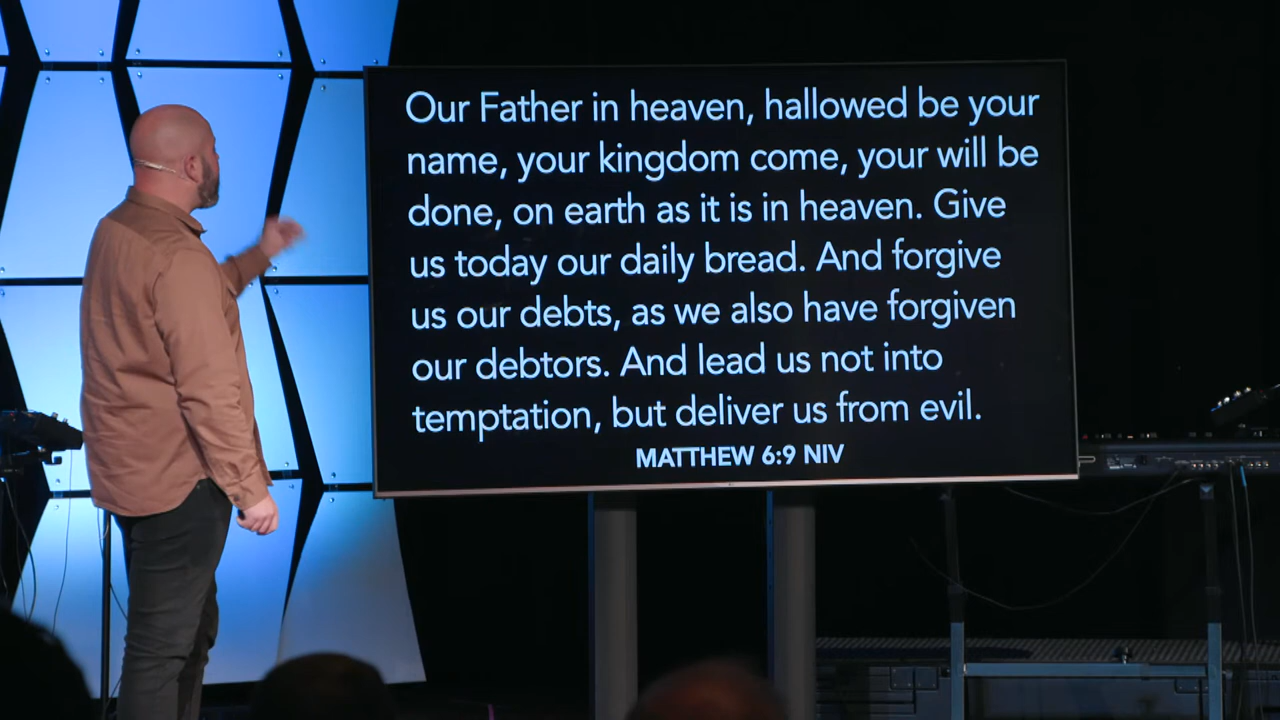 Our Father in heaven, hallowed be your
name, your kingdom come, your will be
done, on earth as it is in heaven. Give
us today our daily bread. And forgive
us our debts, as we also have forgiven
our debtors. And lead us not into
temptation, but deliver us from evil.
MATTHEW 6:9 NIV